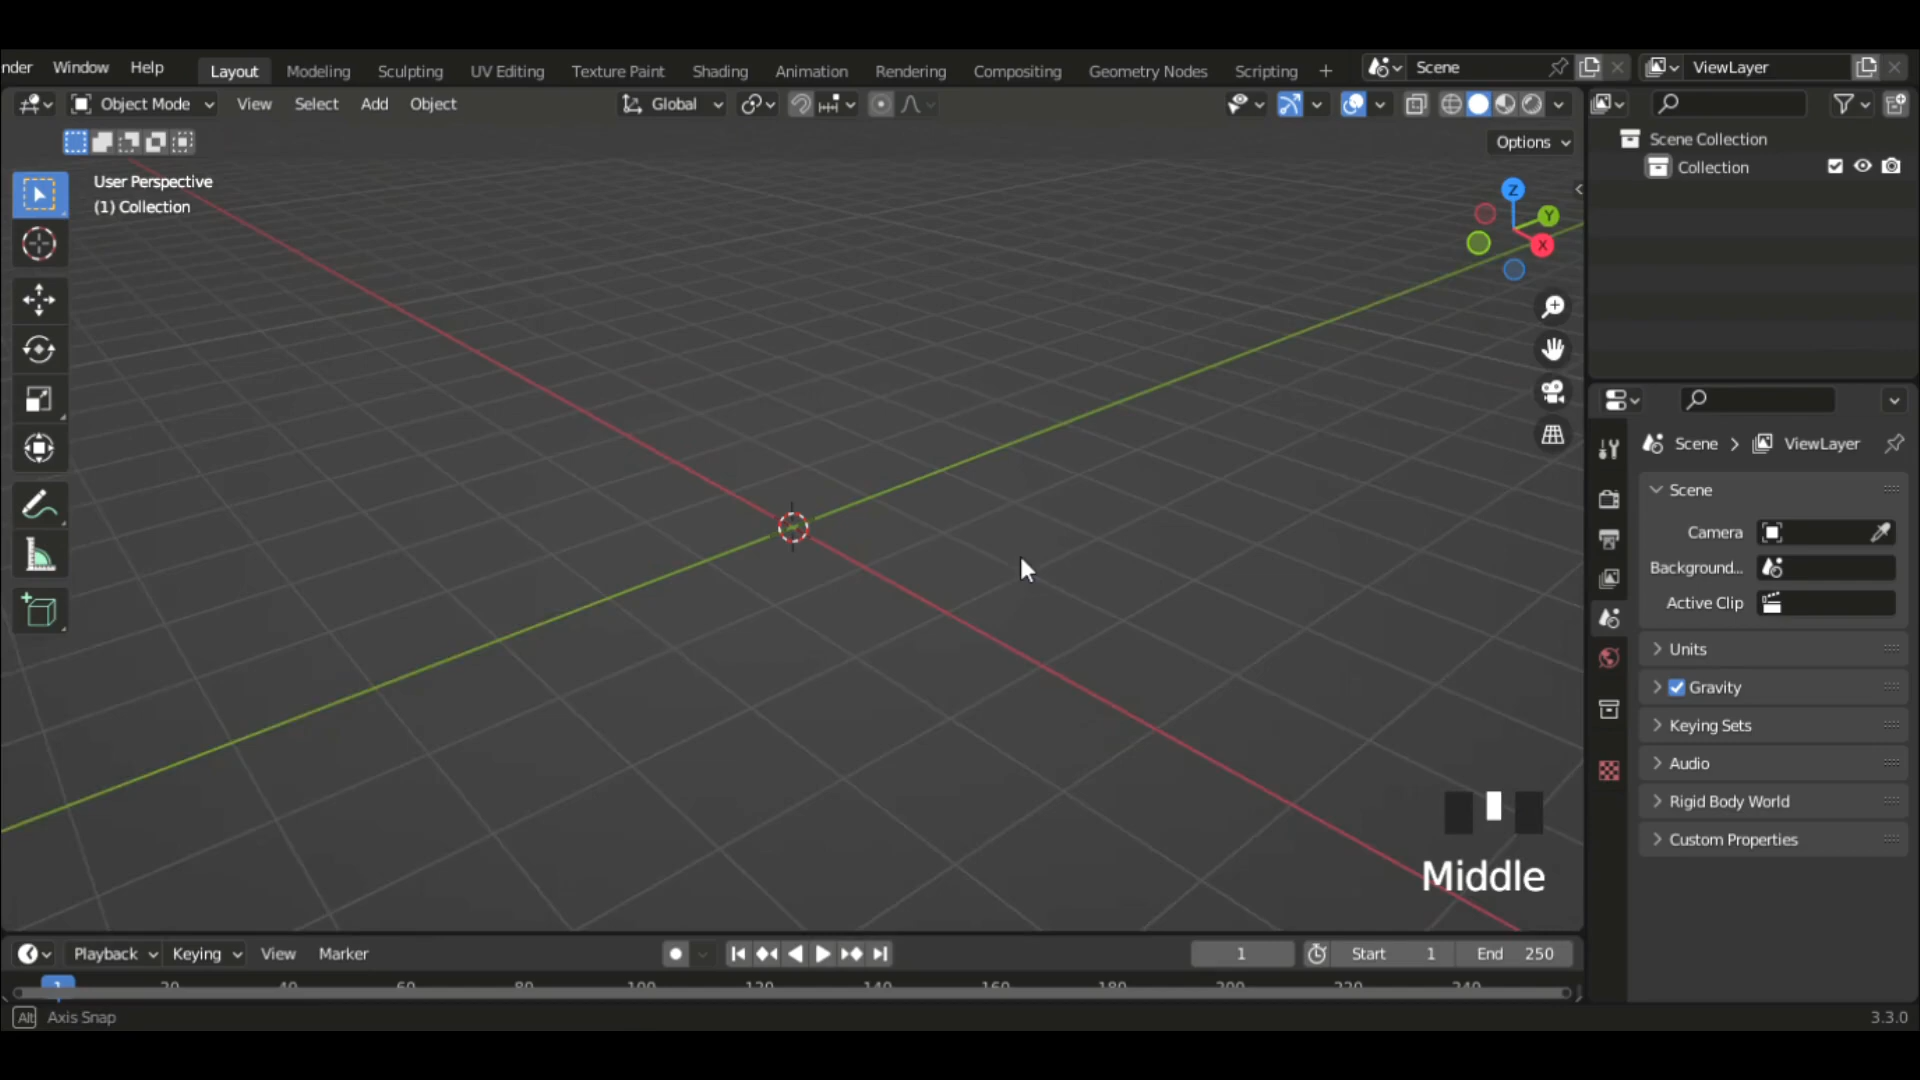 nder Window Help Layout Modeling Sculpting UV Editing Texture Paint Shading Animation Rendering Compositing Geometry Nodes Scripting + Scene ViewLayer
Object Mode View Select Add Object Global
Options
User Perspective
(1) Collection
Z
Y
X
Scene Collection
Collection
Scene > ViewLayer
Scene
Camera
Background...
Active Clip
Units
Gravity
Keying Sets
Audio
Rigid Body World
Custom Properties
Middle
Playback Keying View Marker 1 Start 1 End 250
1 20 40 60 80 100 120 140 160 180 200 220 240
Alt Axis Snap 3.3.0